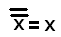 x̿ = x